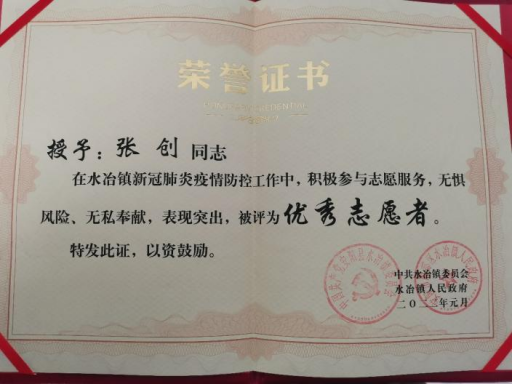 荣誉证书
授予：张创同志
在水冶镇新冠肺炎疫情防控工作中，积极参与志愿服务，无惧
风险、无私奉献，表现突出，被评为优秀志愿者。
特发此证，以资鼓励。
中共水冶镇委员会
水冶镇人民政府
二〇二二年元月